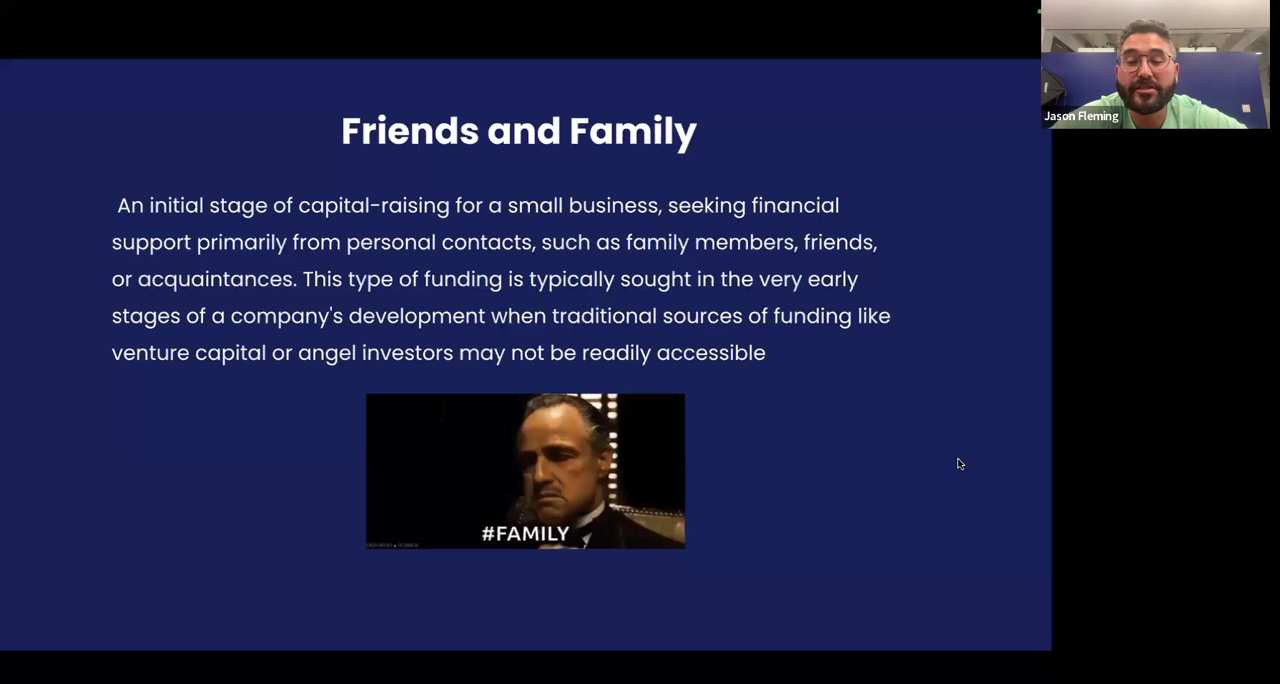 Jason Fleming
Friends and Family
An initial stage of capital-raising for a small business, seeking financial
support primarily from personal contacts, such as family members, friends,
or acquaintances. This type of funding is typically sought in the very early
stages of a company's development when traditional sources of funding like
venture capital or angel investors may not be readily accessible
#FAMILY